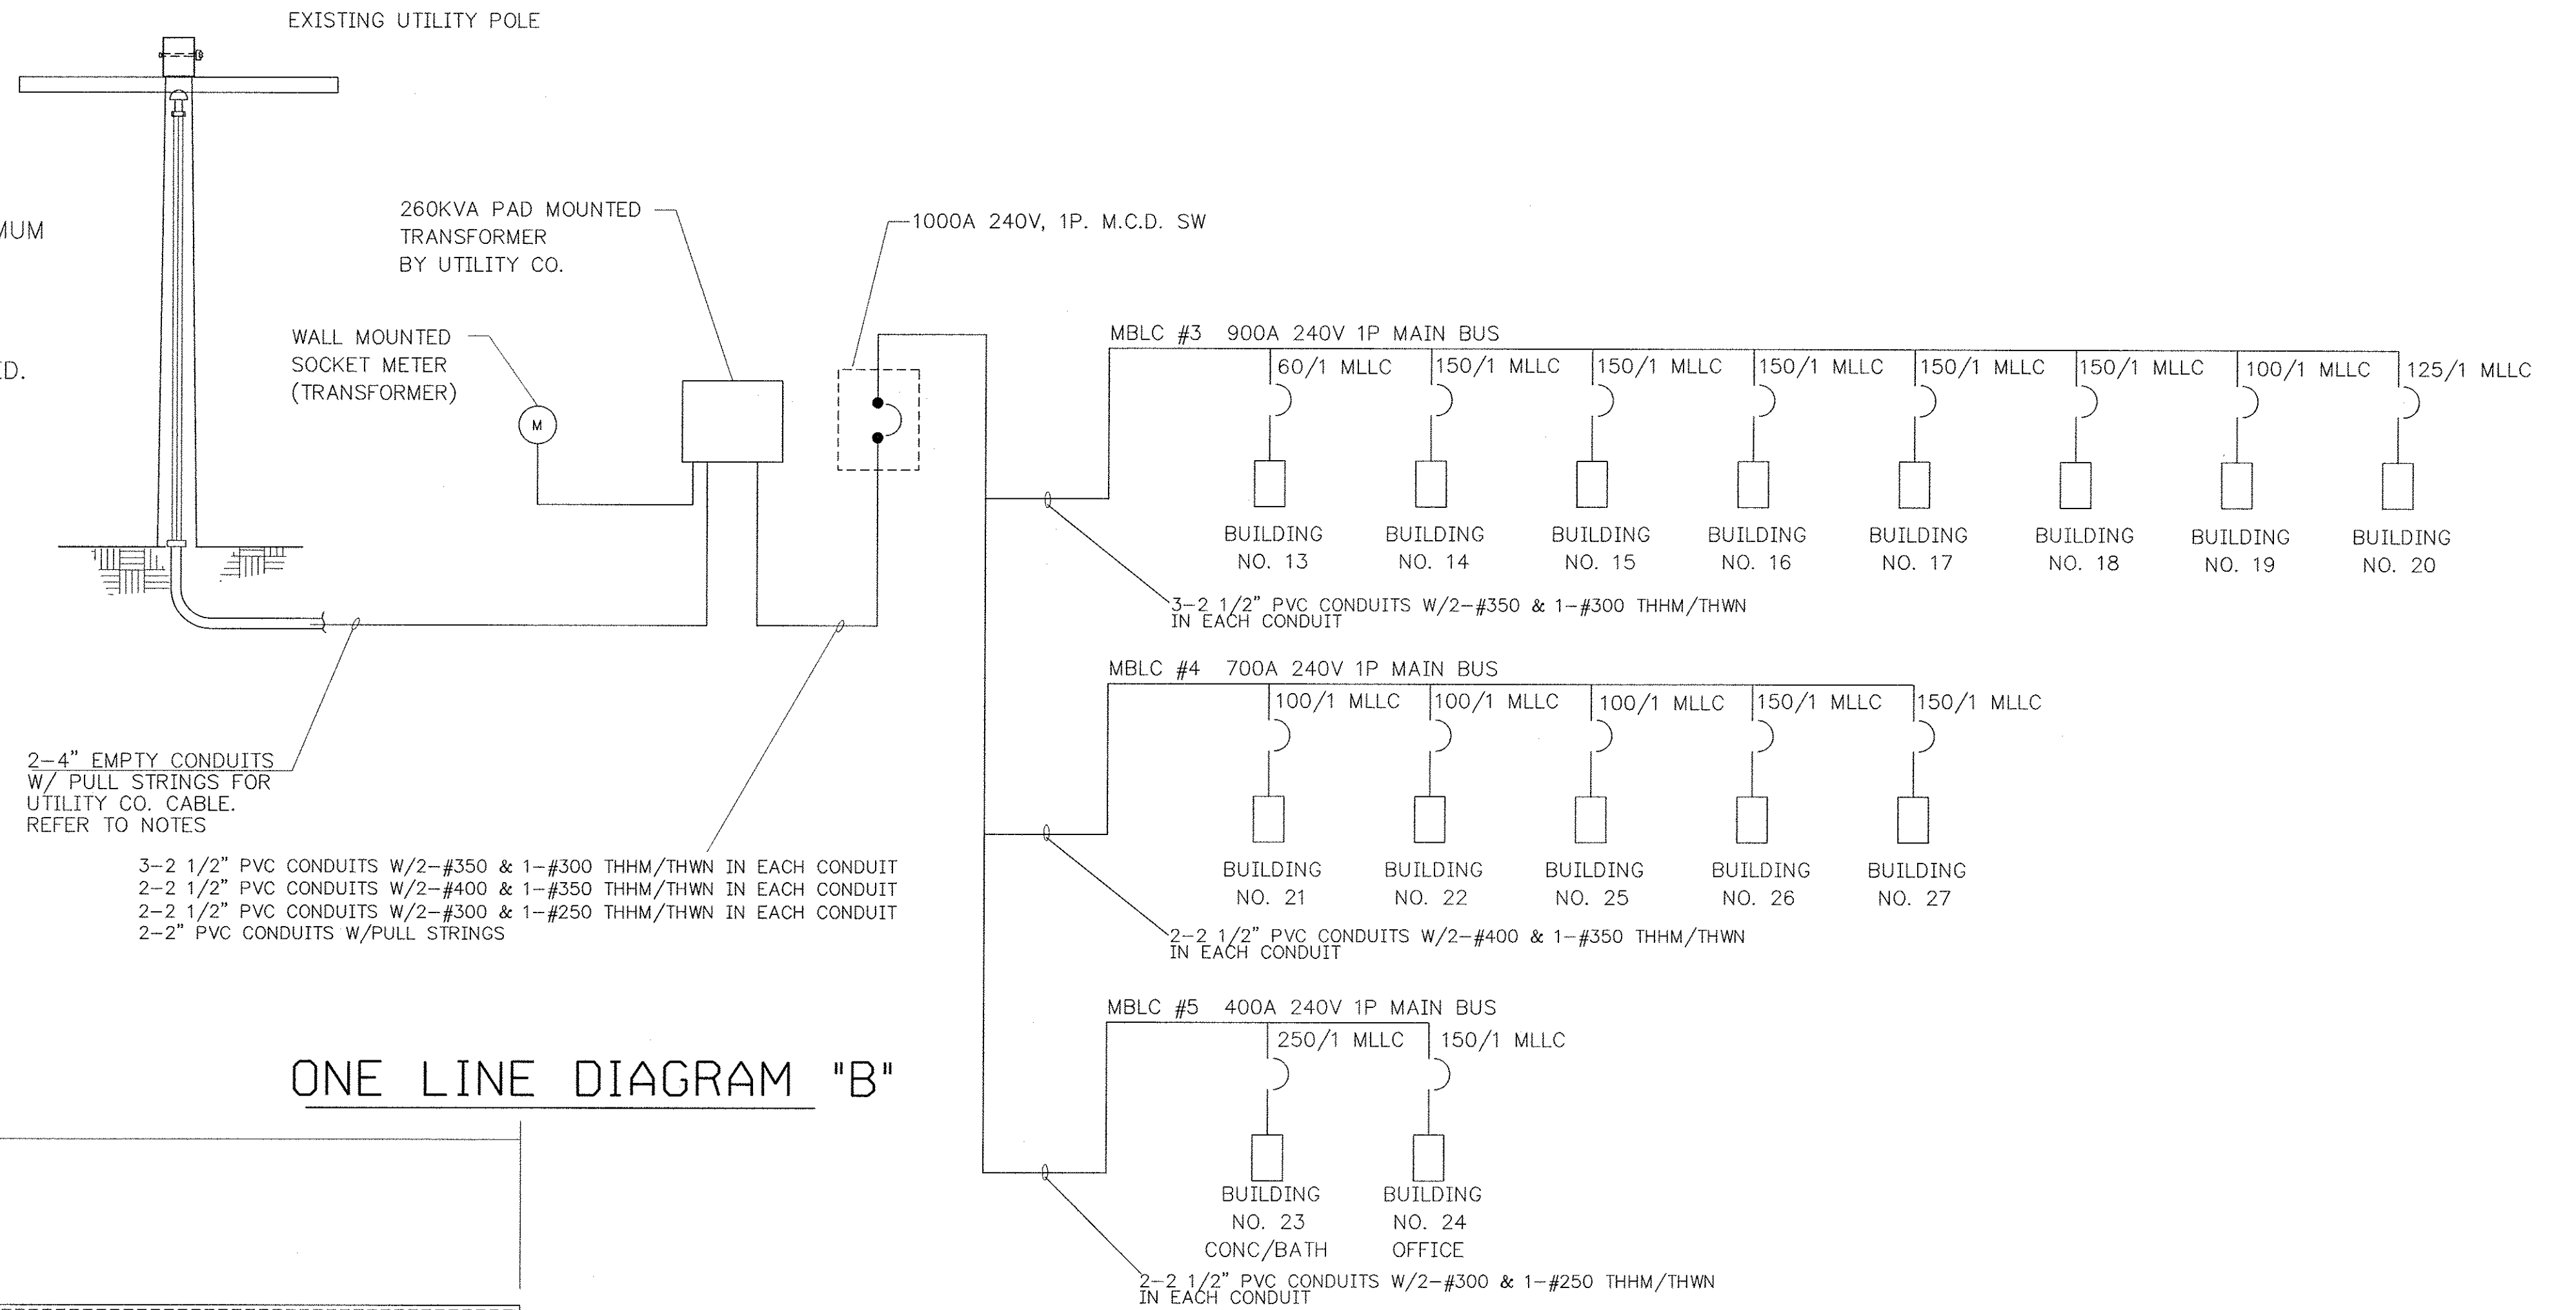 EXISTING UTILITY POLE
MUM
ED.
260KVA PAD MOUNTED
TRANSFORMER
BY UTILITY CO.
1000A 240V, 1P. M.C.D. SW
WALL MOUNTED
SOCKET METER
(TRANSFORMER)
M
MBLC #3 900A 240V 1P MAIN BUS
60/1 MLLC
150/1 MLLC
150/1 MLLC
150/1 MLLC
150/1 MLLC
150/1 MLLC
100/1 MLLC
125/1 MLLC
BUILDING
NO. 13
BUILDING
NO. 14
BUILDING
NO. 15
BUILDING
NO. 16
BUILDING
NO. 17
BUILDING
NO. 18
BUILDING
NO. 19
BUILDING
NO. 20
3-2 1/2" PVC CONDUITS W/2-#350 & 1-#300 THHM/THWN
IN EACH CONDUIT
MBLC #4 700A 240V 1P MAIN BUS
100/1 MLLC
100/1 MLLC
100/1 MLLC
150/1 MLLC
150/1 MLLC
BUILDING
NO. 21
BUILDING
NO. 22
BUILDING
NO. 25
BUILDING
NO. 26
BUILDING
NO. 27
2-2 1/2" PVC CONDUITS W/2-#400 & 1-#350 THHM/THWN
IN EACH CONDUIT
2-4" EMPTY CONDUITS
W/ PULL STRINGS FOR
UTILITY CO. CABLE.
REFER TO NOTES
3-2 1/2" PVC CONDUITS W/2-#350 & 1-#300 THHM/THWN IN EACH CONDUIT
2-2 1/2" PVC CONDUITS W/2-#400 & 1-#350 THHM/THWN IN EACH CONDUIT
2-2 1/2" PVC CONDUITS W/2-#300 & 1-#250 THHM/THWN IN EACH CONDUIT
2-2" PVC CONDUITS W/PULL STRINGS
MBLC #5 400A 240V 1P MAIN BUS
250/1 MLLC
150/1 MLLC
BUILDING
NO. 23
CONC/BATH
BUILDING
NO. 24
OFFICE
2-2 1/2" PVC CONDUITS W/2-#300 & 1-#250 THHM/THWN
IN EACH CONDUIT
ONE LINE DIAGRAM "B"